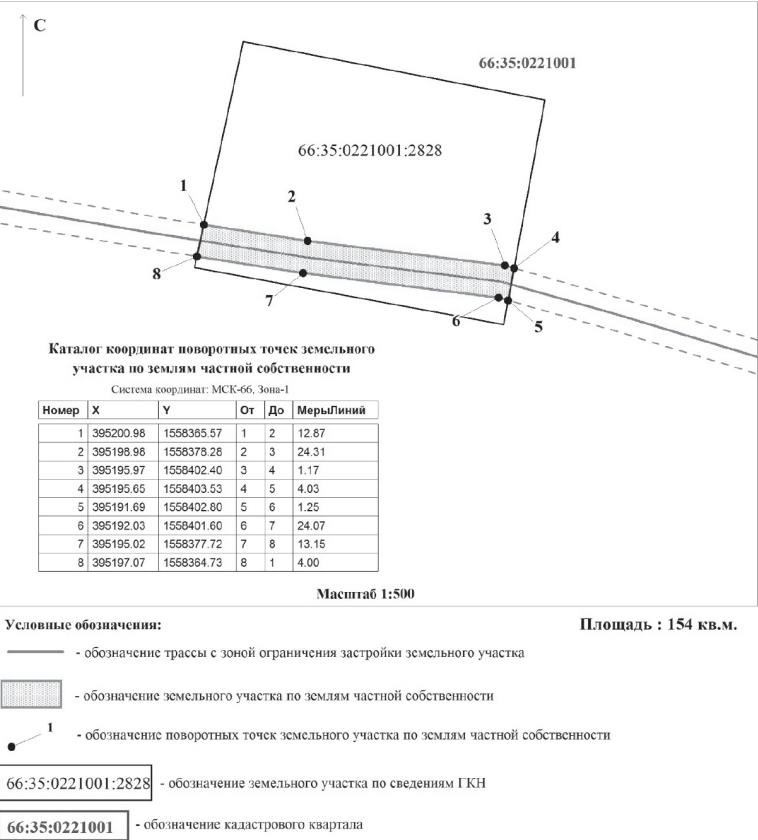 С
66:35:0221001
66:35:0221001:2828
1
2
3
4
8
7
6
5
Каталог координат поворотных точек земельного
участка по землям частной собственности
Система координат: МСК-66, Зона-1
Номер X Y От До МерыЛиний
1 395200.98 1558365.57 1 2 12.87
2 395198.98 1558378.28 2 3 24.31
3 395195.97 1558402.40 3 4 1.17
4 395195.65 1558403.53 4 5 4.03
5 395191.69 1558402.80 5 6 1.25
6 395192.03 1558401.60 6 7 24.07
7 395195.02 1558377.72 7 8 13.15
8 395197.07 1558364.73 8 1 4.00
Масштаб 1:500
Условные обозначения:
Площадь : 154 кв.м.
- обозначение трассы с зоной ограничения застройки земельного участка
- обозначение земельного участка по землям частной собственности
1
- обозначение поворотных точек земельного участка по землям частной собственности
66:35:0221001:2828 - обозначение земельного участка по сведениям ГКН
66:35:0221001 - обозначение кадастрового квартала